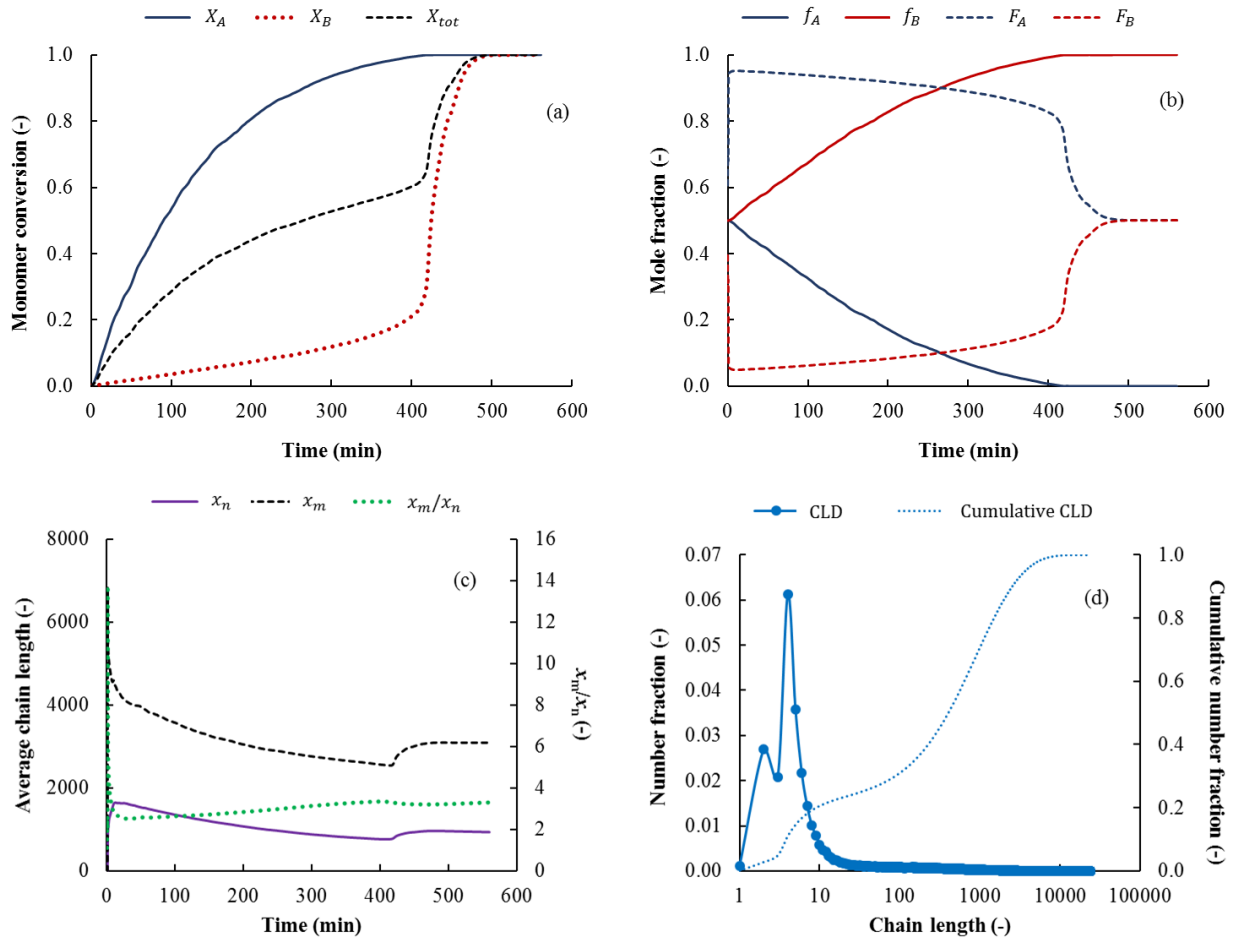 X_A X_B X_tot
1.0
0.8
0.6
0.4
0.2
0.0
Monomer conversion (-)
(a)
0 100 200 300 400 500 600
Time (min)
f_A f_B F_A F_B
1.0
0.8
0.6
0.4
0.2
0.0
Mole fraction (-)
(b)
0 100 200 300 400 500 600
Time (min)
x_n x_m x_m/x_n
8000
6000
4000
2000
0
Average chain length (-)
(c)
16
14
12
10
8
6
4
2
0
x_m/x_n (-)
0 100 200 300 400 500 600
Time (min)
CLD Cumulative CLD
0.07
0.06
0.05
0.04
0.03
0.02
0.01
0.00
Number fraction (-)
(d)
1.0
0.8
0.6
0.4
0.2
0.0
Cumulative number fraction (-)
1 10 100 1000 10000 100000
Chain length (-)